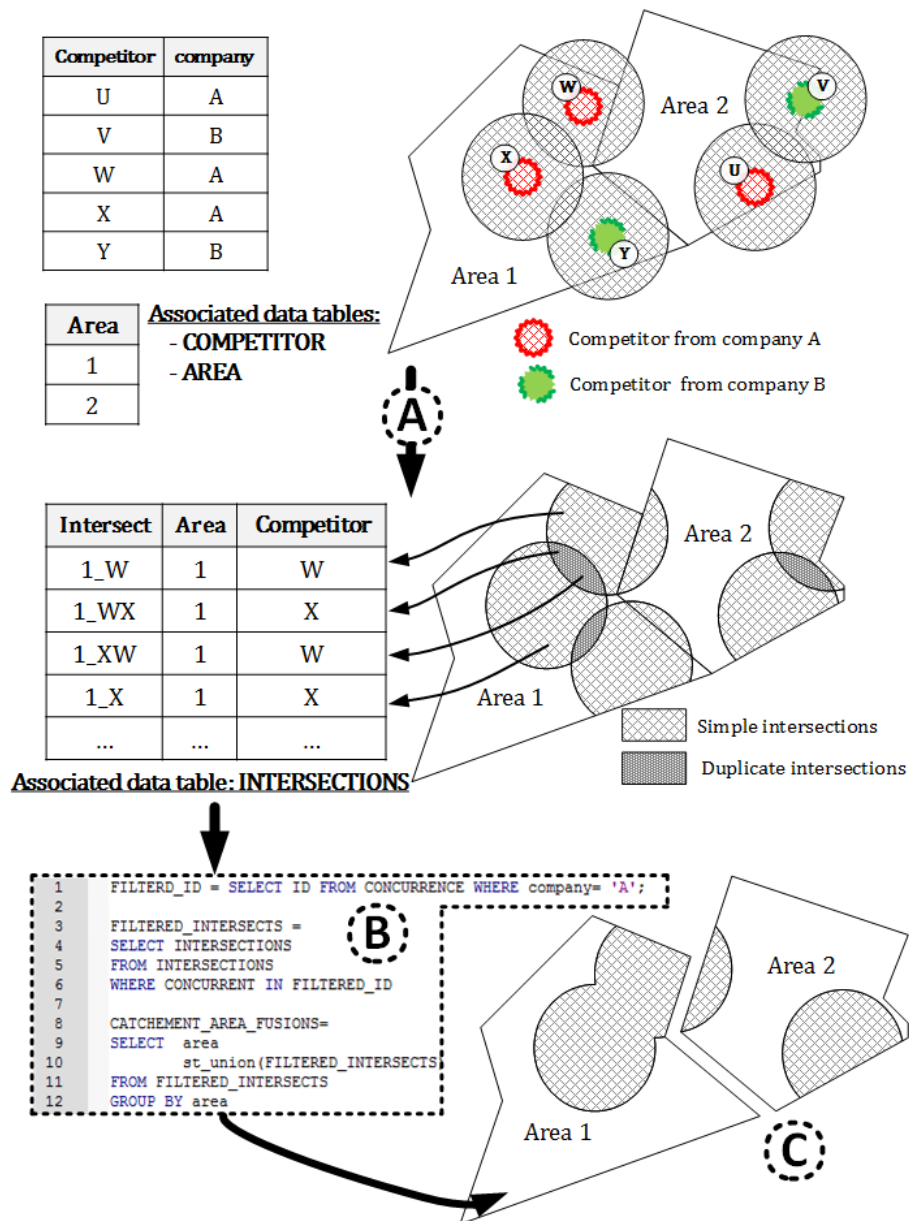 Competitor company
U A
V B
W A
X A
Y B
Area
1
2
Associated data tables:
- COMPETITOR
- AREA
W
V
Area 2
X
U
Y
Area 1
Competitor from company A
Competitor from company B
A
Intersect Area Competitor
1_W 1 W
1_WX 1 X
1_XW 1 W
1_X 1 X
... ... ...
Associated data table: INTERSECTIONS
Area 2
Area 1
Simple intersections
Duplicate intersections
1 FILTERD_ID = SELECT ID FROM CONCURRENCE WHERE company= 'A';
2
3 FILTERED_INTERSECTS =
4 SELECT INTERSECTIONS
5 FROM INTERSECTIONS
6 WHERE CONCURRENT IN FILTERED_ID
7
8 CATCHEMENT_AREA_FUSIONS=
9 SELECT area
10 st_union(FILTERED_INTERSECTS)
11 FROM FILTERED_INTERSECTS
12 GROUP BY area
B
Area 2
Area 1
C